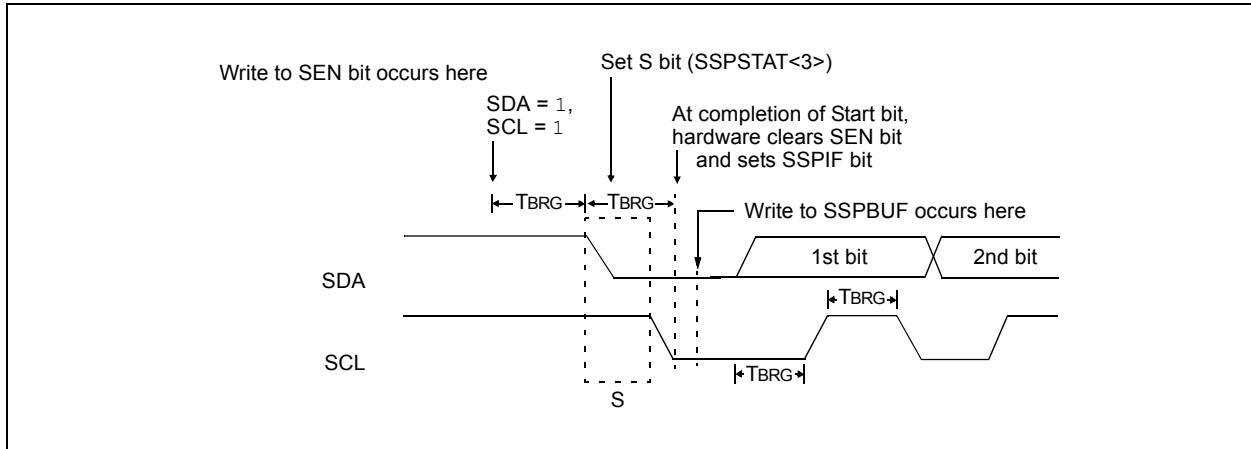 Write to SEN bit occurs here
Set S bit (SSPSTAT<3>)
SDA = 1,
SCL = 1
At completion of Start bit,
hardware clears SEN bit
and sets SSPIF bit
TBRG
TBRG
Write to SSPBUF occurs here
SDA
1st bit
2nd bit
TBRG
SCL
TBRG
S